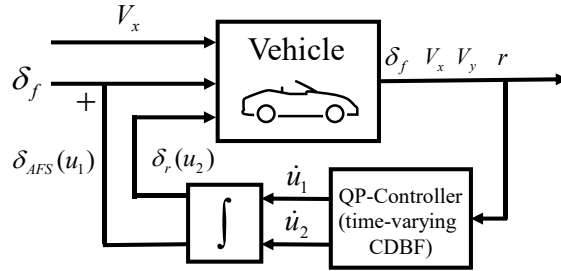 V_x
Vehicle
δ_f
δ_f V_x V_y r
+
δ_AFS(u_1)
δ_r(u_2)
∫
u̇_1
u̇_2
QP-Controller
(time-varying
CDBF)